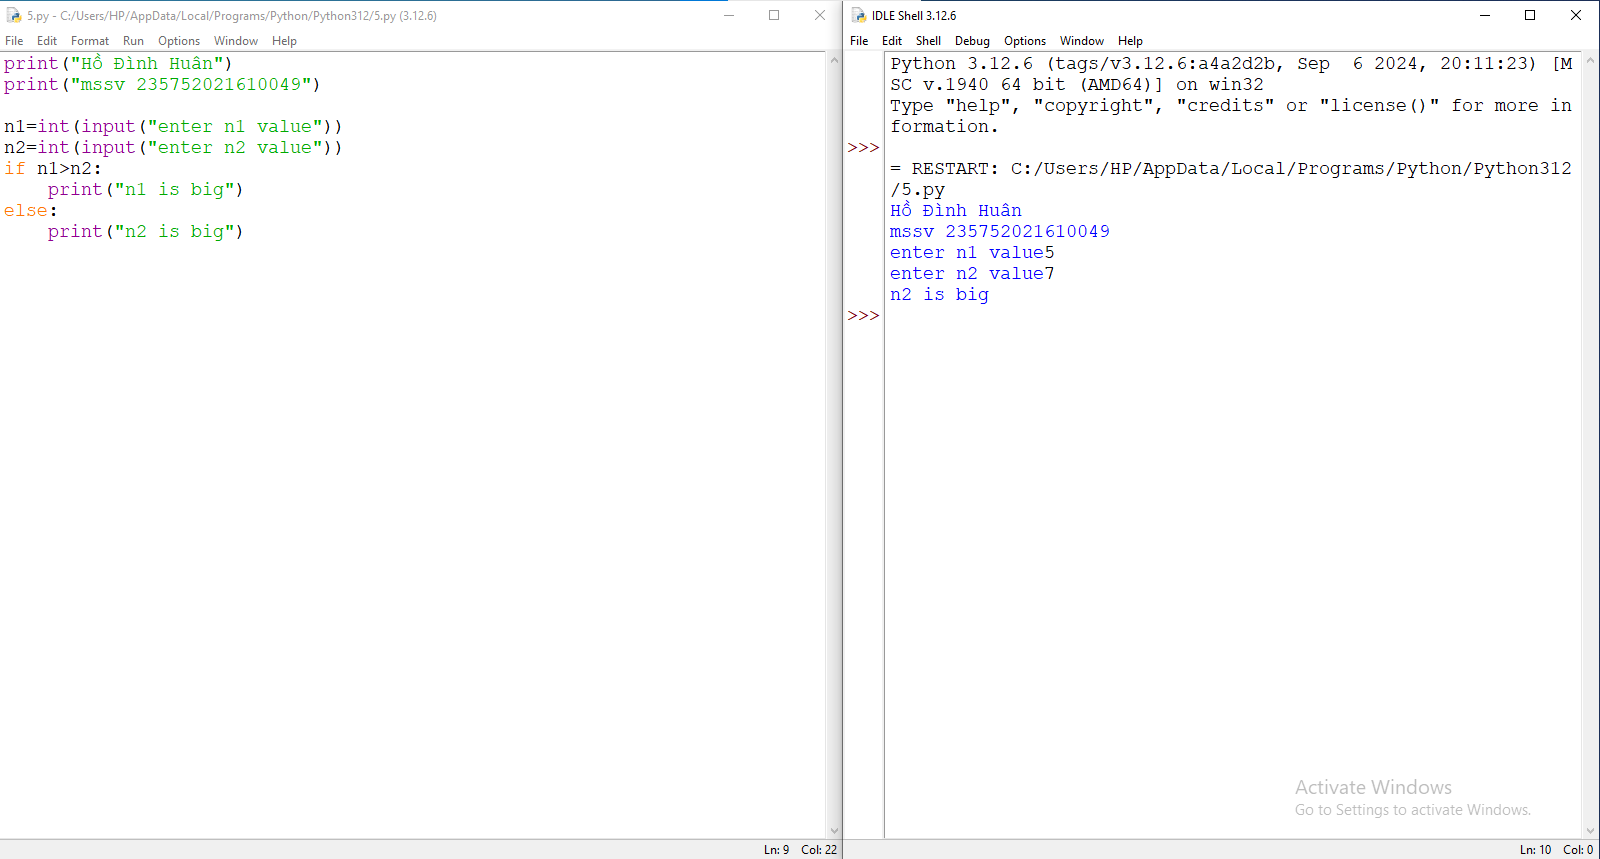 5.py - C:/Users/HP/AppData/Local/Programs/Python/Python312/5.py (3.12.6)
File Edit Format Run Options Window Help
print("Hồ Đình Huân")
print("mssv 235752021610049")
n1=int(input("enter n1 value"))
n2=int(input("enter n2 value"))
if n1>n2:
    print("n1 is big")
else:
    print("n2 is big")
Ln: 9 Col: 22
IDLE Shell 3.12.6
File Edit Shell Debug Options Window Help
Python 3.12.6 (tags/v3.12.6:a4a2d2b, Sep  6 2024, 20:11:23) [M
SC v.1940 64 bit (AMD64)] on win32
Type "help", "copyright", "credits" or "license()" for more in
formation.
>>>
= RESTART: C:/Users/HP/AppData/Local/Programs/Python/Python312
/5.py
Hồ Đình Huân
mssv 235752021610049
enter n1 value5
enter n2 value7
n2 is big
>>>
Activate Windows
Go to Settings to activate Windows.
Ln: 10 Col: 0